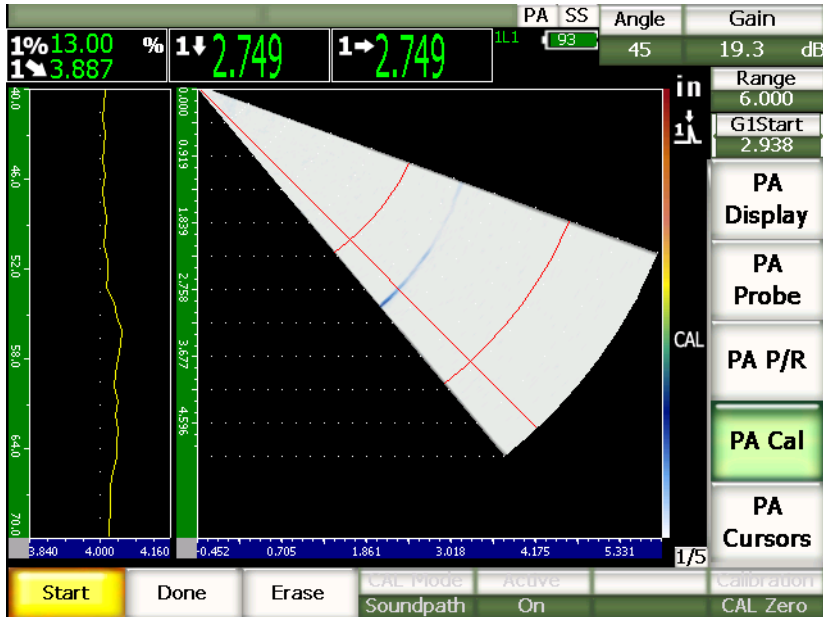 PA SS Angle Gain
1% 13.00 % 1 2.749 1 2.749 1L1 93 45 19.3 dB
1 3.887
in Range
6.000
1 G1Start
2.938
PA
Display
PA
Probe
CAL PA P/R
PA Cal
PA
Cursors
40.0
46.0
52.0
58.0
64.0
70.0
0.000
0.919
1.839
2.758
3.677
4.596
3.840 4.000 4.160 -0.452 0.705 1.861 3.018 4.175 5.331 1/5
Start Done Erase CAL Mode Active Calibration
Soundpath On CAL Zero